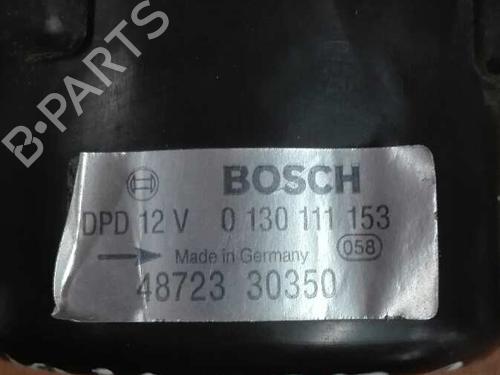 B-PARTS
BOSCH
DPD 12 V 0 130 111 153
Made in Germany 058
48723 30350